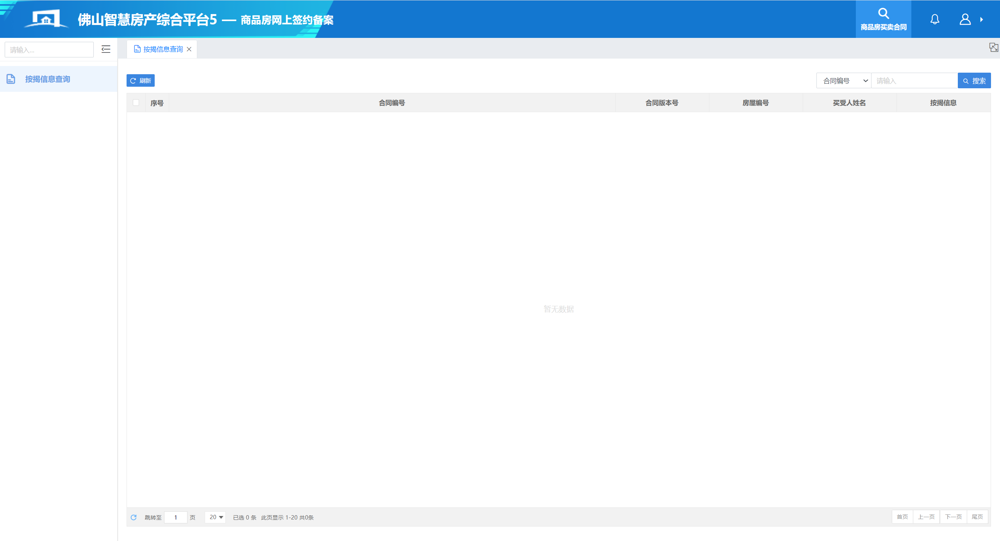 佛山智慧房产综合平台5 — 商品房网上签约备案
商品房买卖合同
请输入...
按揭信息查询
按揭信息查询
刷新
合同编号
请输入
搜索
序号 合同编号 合同版本号 房屋编号 买受人姓名 按揭信息
暂无数据
跳转至 1 页 20 已选 0 条 此页显示 1-20 共0条
首页 上一页 下一页 尾页